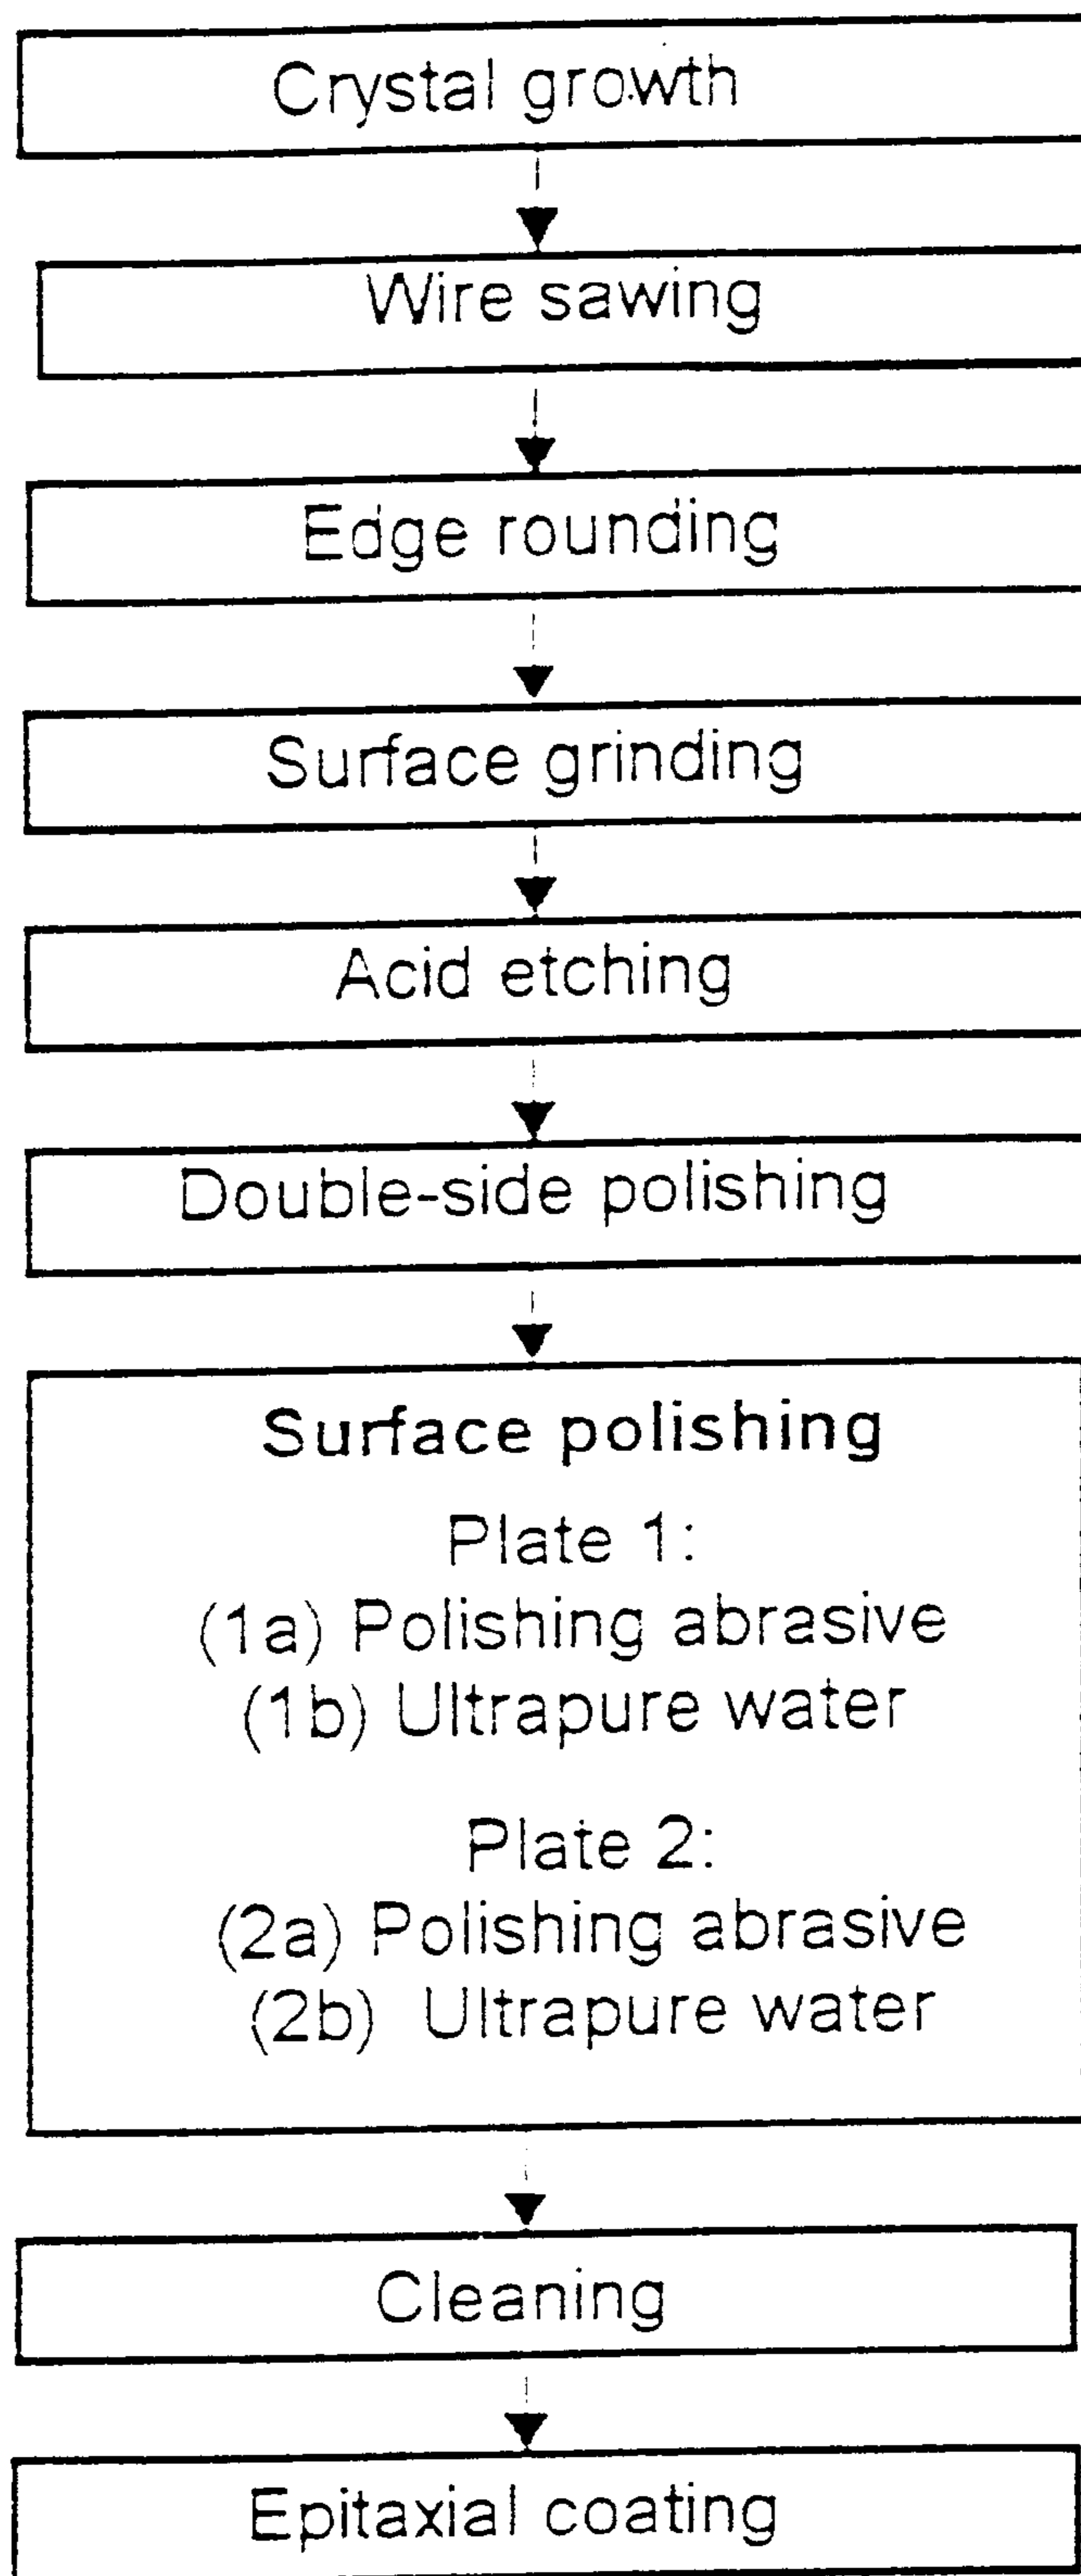 Crystal growth
Wire sawing
Edge rounding
Surface grinding
Acid etching
Double-side polishing
Surface polishing
Plate 1:
(1a) Polishing abrasive
(1b) Ultrapure water
Plate 2:
(2a) Polishing abrasive
(2b) Ultrapure water
Cleaning
Epitaxial coating